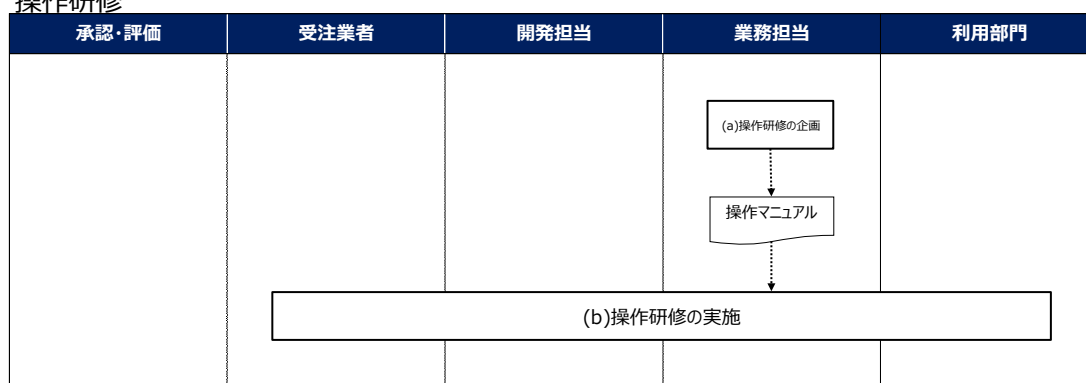 操作研修
承認・評価
受注業者
開発担当
業務担当
利用部門
(a)操作研修の企画
操作マニュアル
(b)操作研修の実施